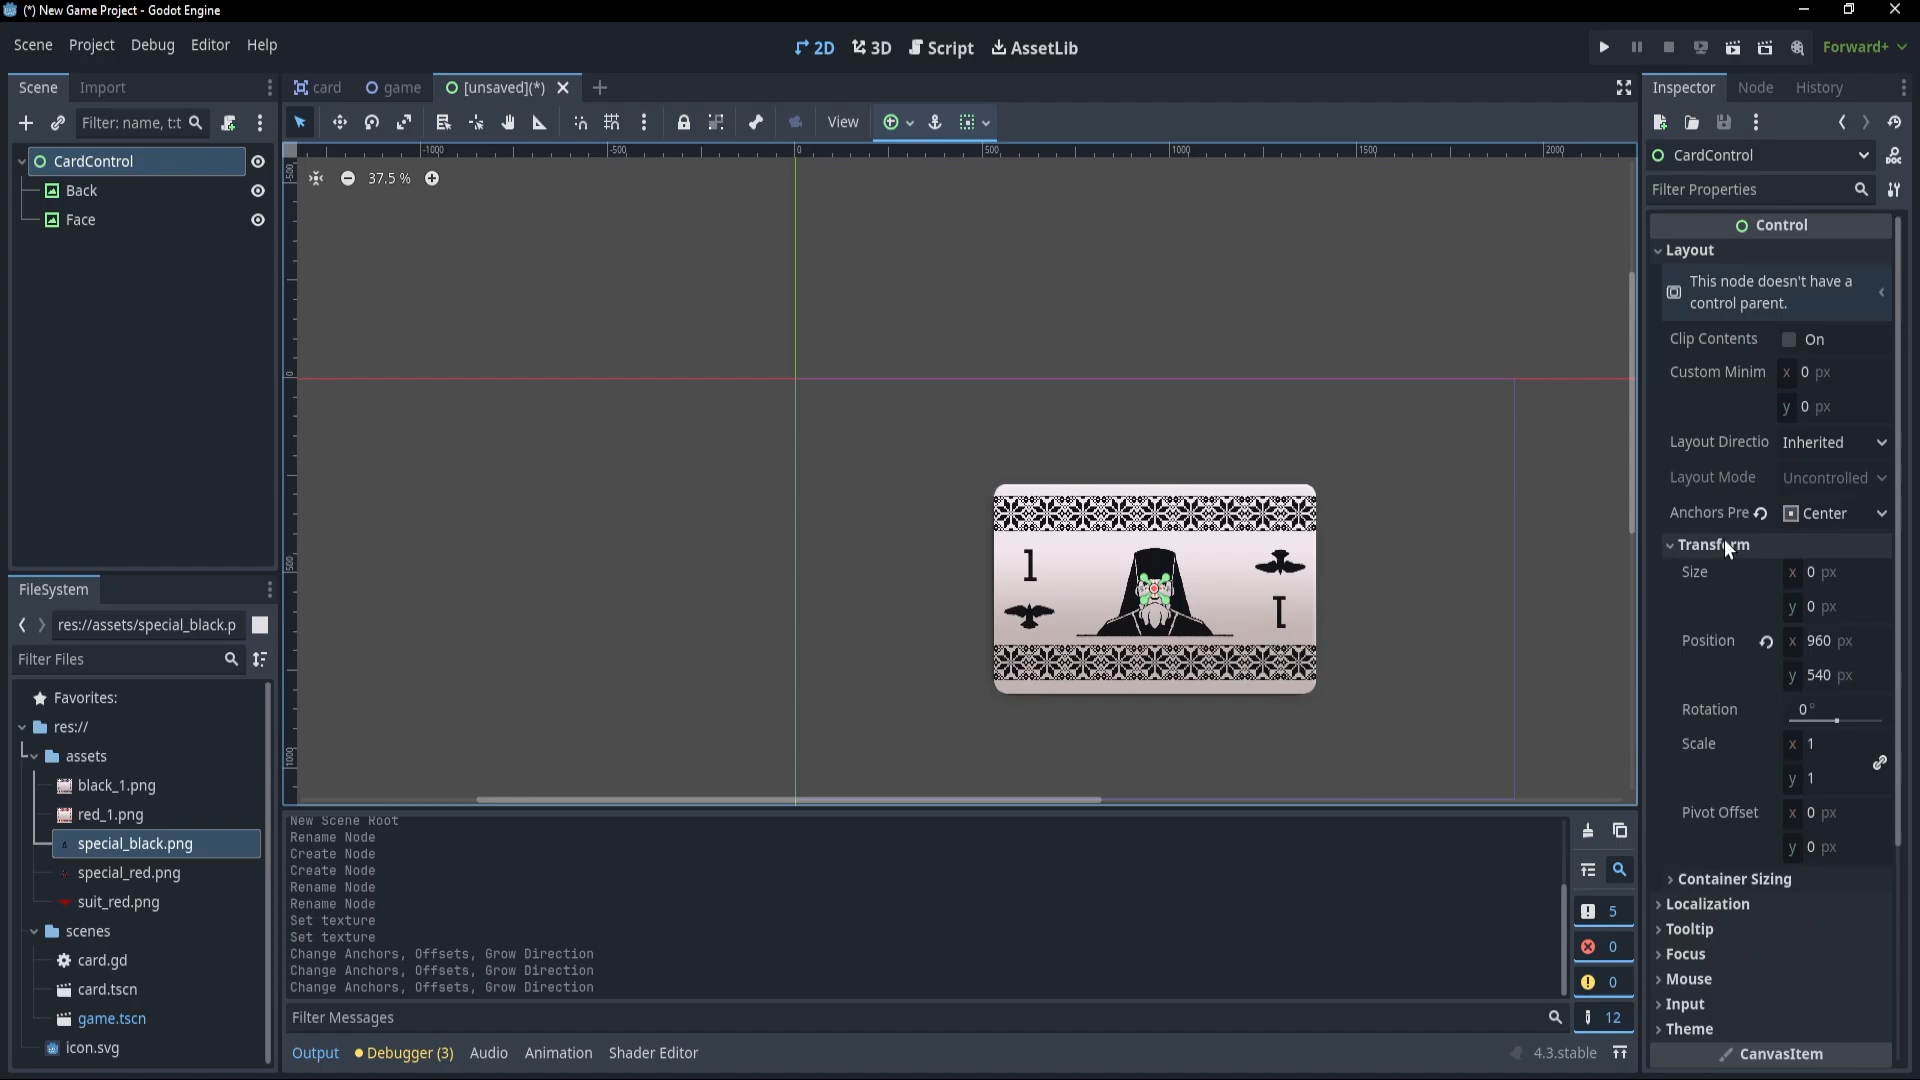 (*) New Game Project - Godot Engine
Scene Project Debug Editor Help
2D 3D Script AssetLib
Forward+
Scene Import
card game [unsaved](*)
Inspector Node History
Filter: name, t:t
View
CardControl
Back
Face
37.5 %
-1000 -500 0 500 1000 1500 2000
-500
0
500
1000
1
1
CardControl
DOC
Filter Properties
Control
Layout
This node doesn't have a
control parent.
Clip Contents On
Custom Minim x 0 px
y 0 px
Layout Directio Inherited
Layout Mode Uncontrolled
Anchors Pre Center
Transform
Size x 0 px
y 0 px
Position x 960 px
y 540 px
Rotation 0°
Scale x 1
y 1
Pivot Offset x 0 px
y 0 px
Container Sizing
Localization
Tooltip
Focus
Mouse
Input
Theme
CanvasItem
FileSystem
res://assets/special_black.p
Filter Files
Favorites:
res://
assets
black_1.png
red_1.png
special_black.png
special_red.png
suit_red.png
scenes
card.gd
card.tscn
game.tscn
icon.svg
New Scene Root
Rename Node
Create Node
Create Node
Rename Node
Rename Node
Set texture
Set texture
Change Anchors, Offsets, Grow Direction
Change Anchors, Offsets, Grow Direction
Change Anchors, Offsets, Grow Direction
5
0
0
12
Filter Messages
Output Debugger (3) Audio Animation Shader Editor
4.3.stable